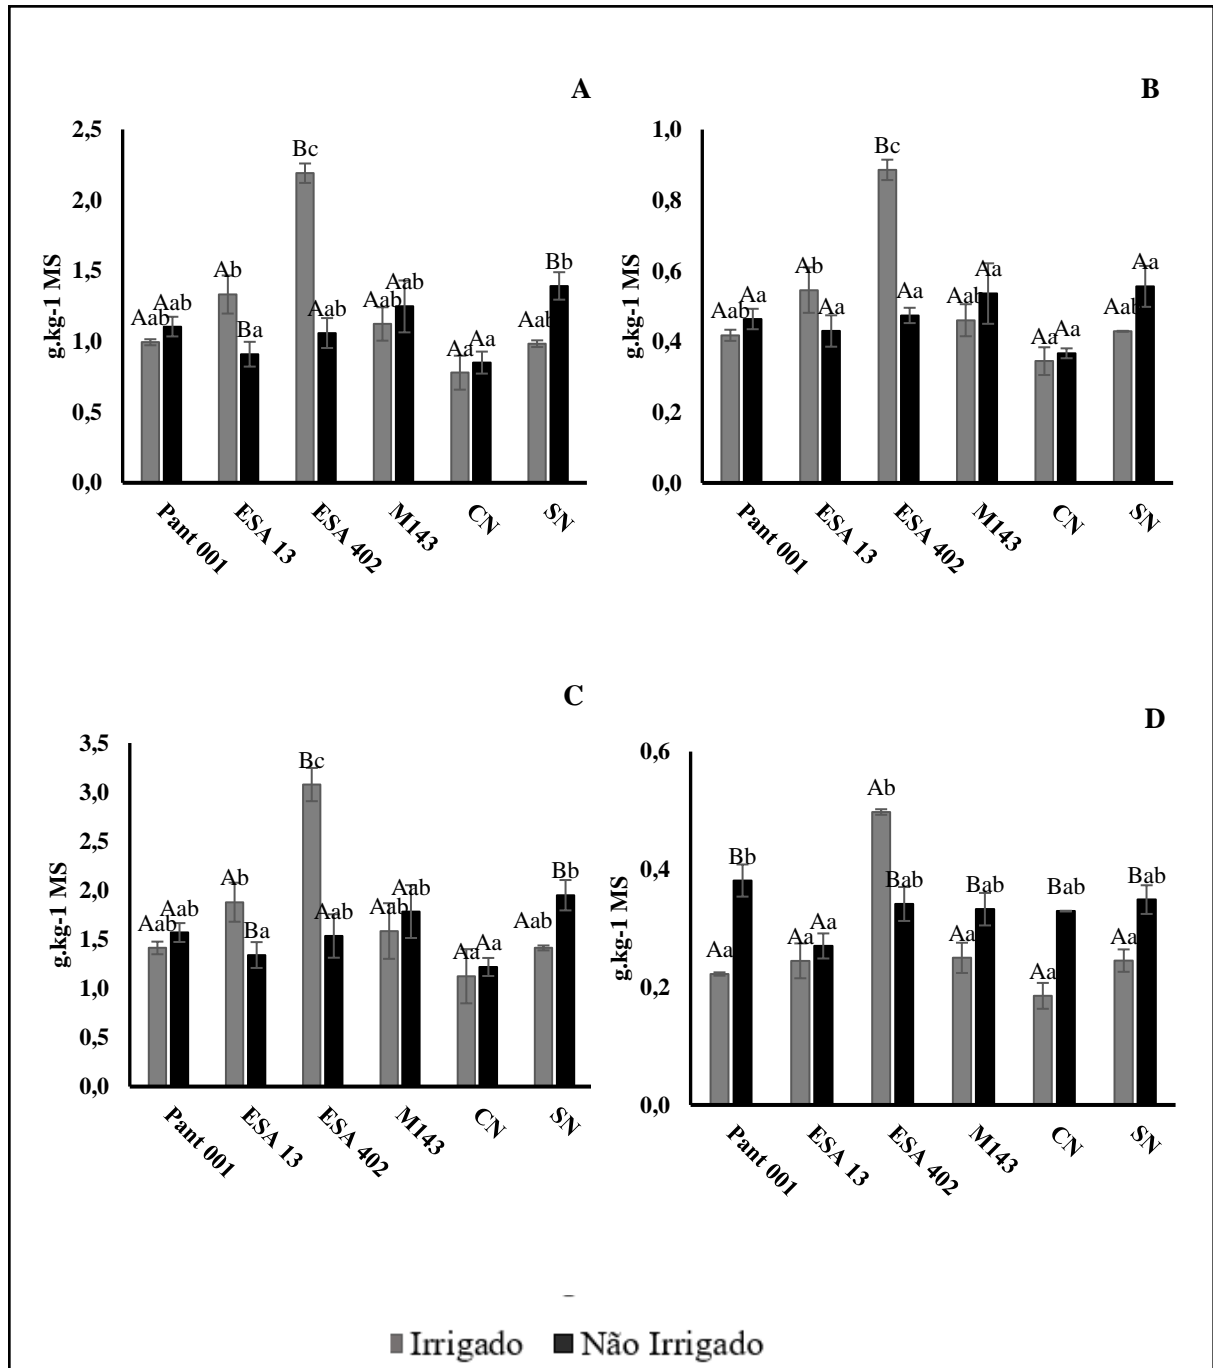 A
g.kg-1 MS
2,5
2,0
1,5
1,0
0,5
0,0
Aab
Aab
Ab
Ba
Bc
Aab
Aab
Aab
Aa
Aa
Aab
Bb
Pant 001
ESA 13
ESA 402
M143
CN
SN
B
g.kg-1 MS
1,0
0,8
0,6
0,4
0,2
0,0
Aab
Aa
Ab
Aa
Bc
Aa
Aab
Aa
Aa
Aa
Aab
Aa
Pant 001
ESA 13
ESA 402
M143
CN
SN
C
g.kg-1 MS
3,5
3,0
2,5
2,0
1,5
1,0
0,5
0,0
Aab
Aab
Ab
Ba
Bc
Aab
Aab
Aab
Aa
Aa
Aab
Bb
Pant 001
ESA 13
ESA 402
M143
CN
SN
D
g.kg-1 MS
0,6
0,4
0,2
0,0
Aa
Bb
Aa
Aa
Ab
Bab
Aa
Bab
Aa
Bab
Aa
Bab
Pant 001
ESA 13
ESA 402
M143
CN
SN
Irrigado
Não Irrigado